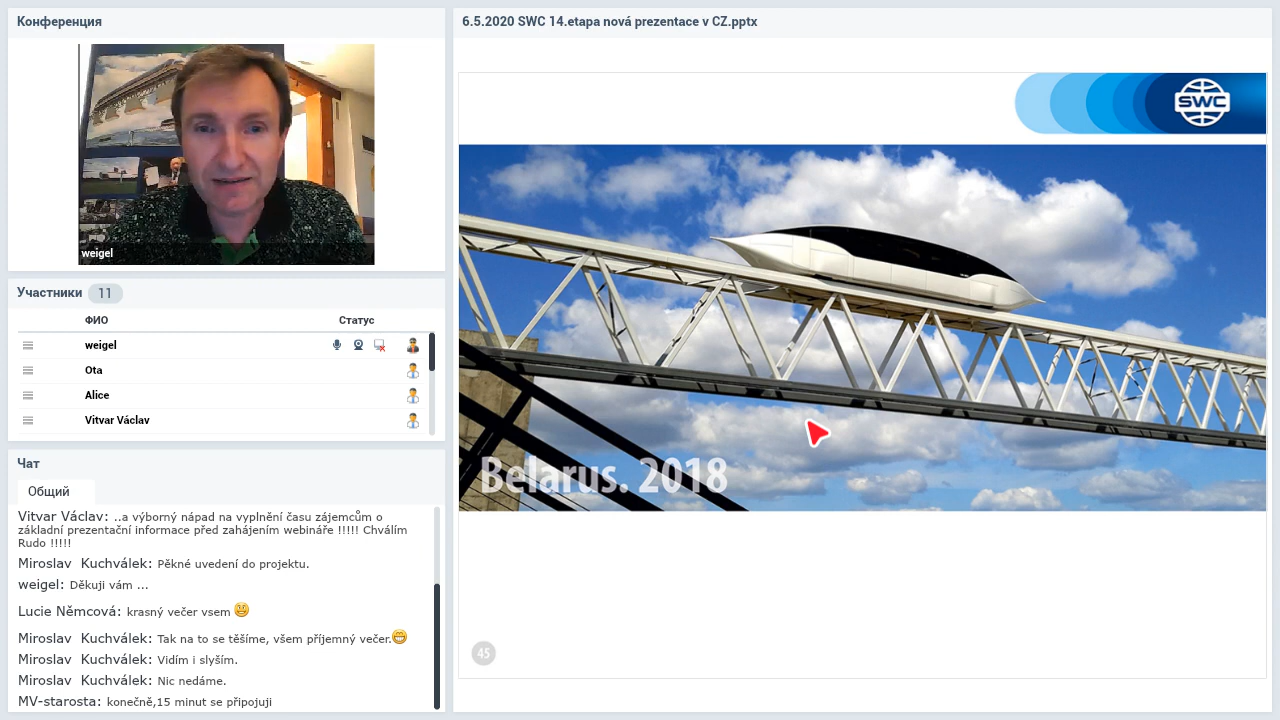 Конференция
weigel
Участники 11
ФИО Статус
weigel
Ota
Alice
Vitvar Václav
Чат
Общий
Vitvar Václav: ..a výborný nápad na vyplnění času zájemcům o
základní prezentační informace před zahájením webináře !!!!! Chválím
Rudo !!!!!
Miroslav Kuchválek: Pěkné uvedení do projektu.
weigel: Děkuji vám ...
Lucie Němcová: krasný večer vsem
Miroslav Kuchválek: Tak na to se těšíme, všem příjemný večer.
Miroslav Kuchválek: Vidím i slyším.
Miroslav Kuchválek: Nic nedáme.
MV-starosta: konečně,15 minut se připojuji
6.5.2020 SWC 14.etapa nová prezentace v CZ.pptx
SWC
Belarus. 2018
45